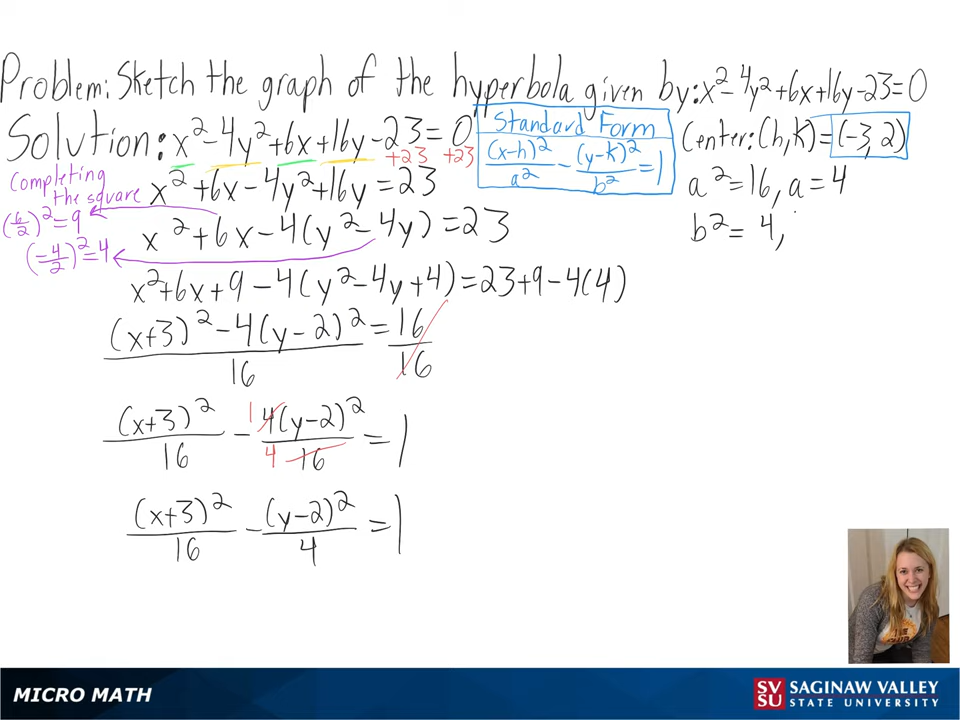 Problem: Sketch the graph of the hyperbola given by: x²-4y²+6x+16y-23=0
Solution: x²-4y²+6x+16y-23=0
+23 +23
Standard Form
(x-h)²/a² - (y-k)²/b² = 1
Center: (h,k)=(-3,2)
a²=16, a=4
b²=4,
Completing the square
(6/2)²=9
(-4/2)²=4
x²+6x-4y²+16y=23
x²+6x-4(y²-4y)=23
x²+6x+9-4(y²-4y+4)=23+9-4(4)
(x+3)²-4(y-2)²/16 = 16/16
(x+3)²/16 - 4(y-2)²/16 = 1
1
4
(x+3)²/16 - (y-2)²/4 = 1
MICRO MATH
SV SU SAGINAW VALLEY
STATE UNIVERSITY